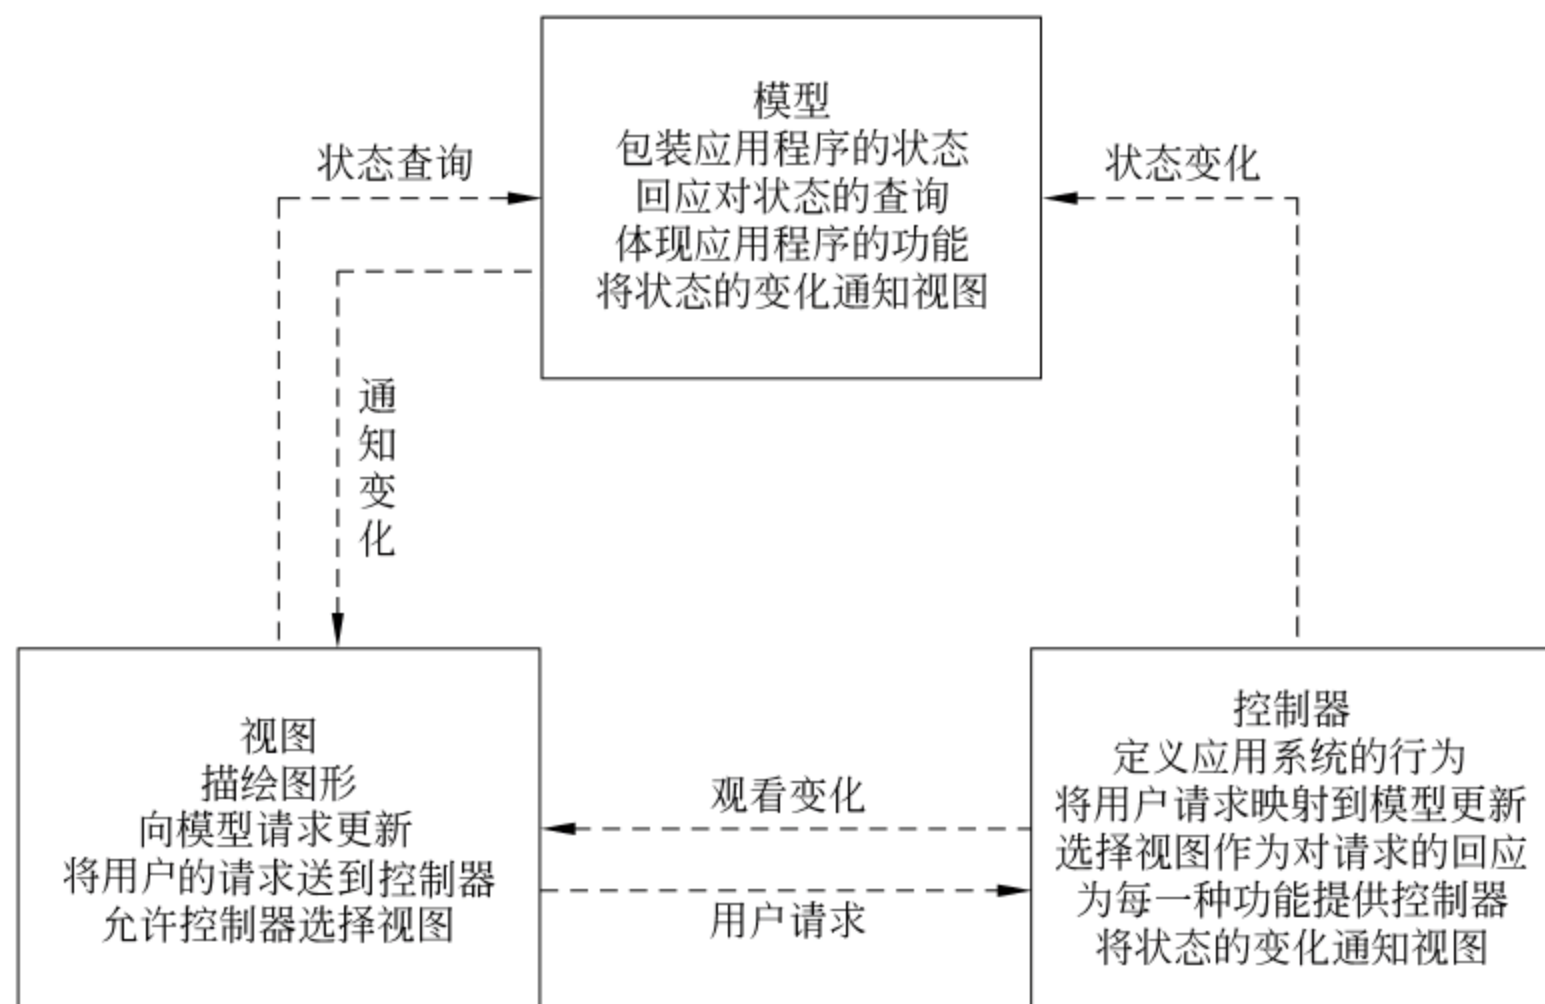 模型
包装应用程序的状态
回应对状态的查询
体现应用程序的功能
将状态的变化通知视图
状态查询
状态变化
通知变化
视图
描绘图形
向模型请求更新
将用户的请求送到控制器
允许控制器选择视图
观看变化
用户请求
控制器
定义应用系统的行为
将用户请求映射到模型更新
选择视图作为对请求的回应
为每一种功能提供控制器
将状态的变化通知视图